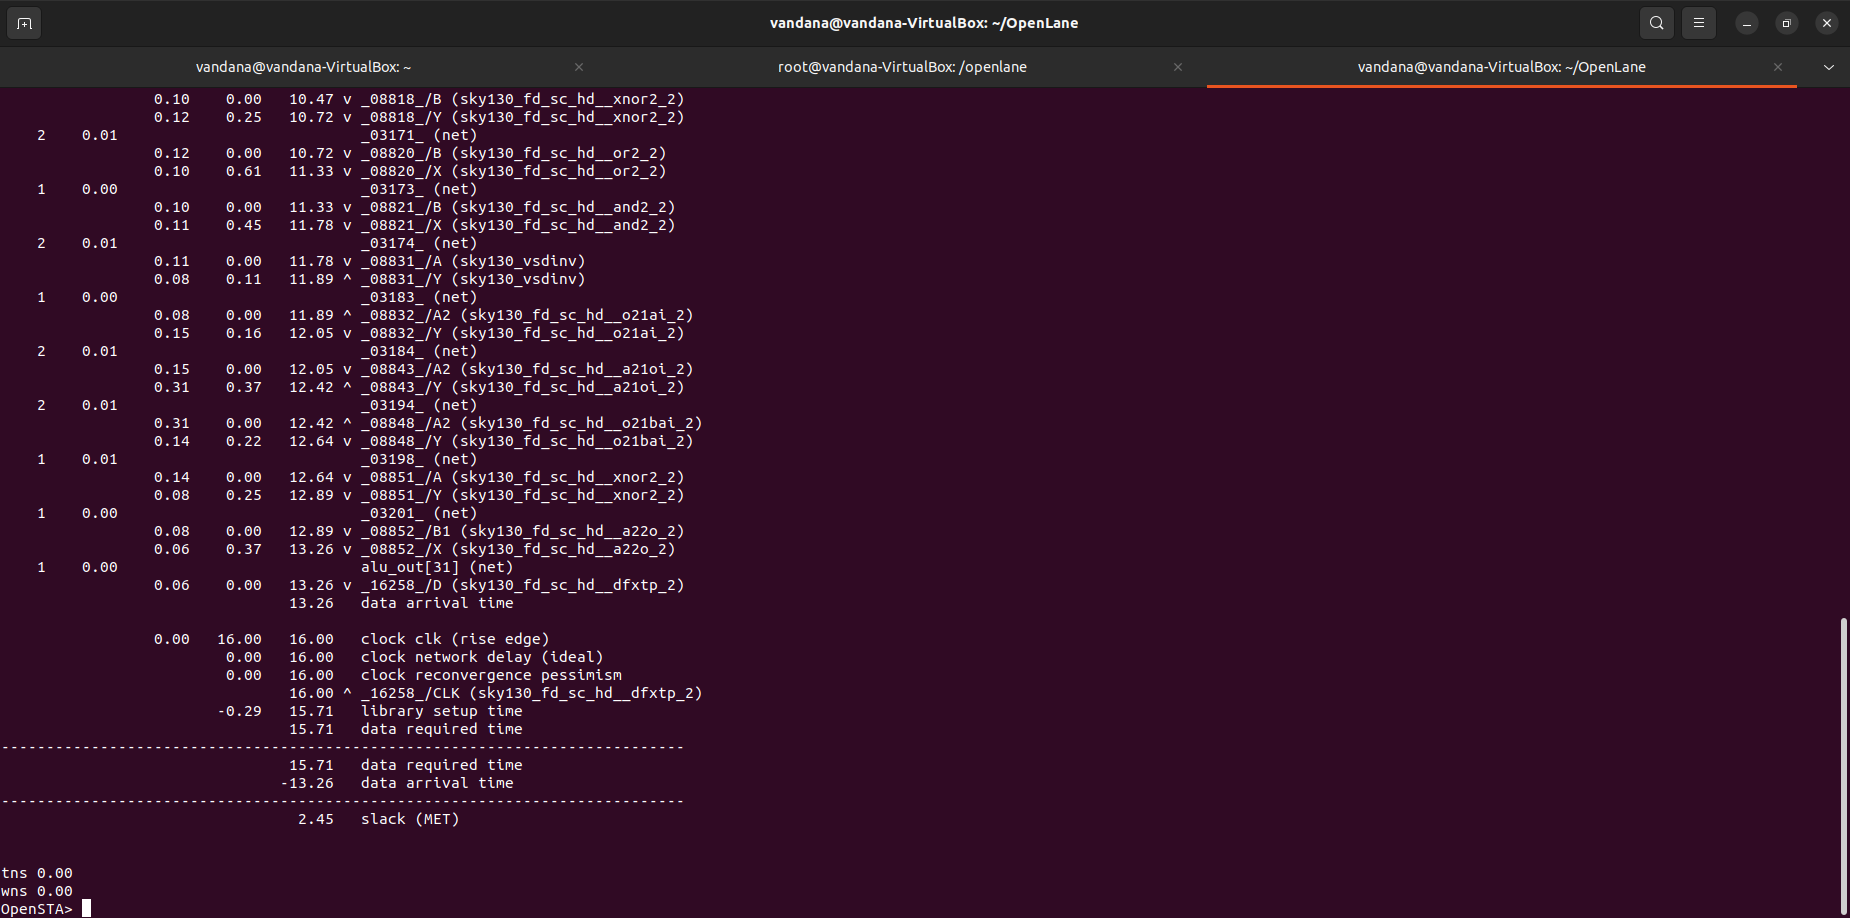 vandana@vandana-VirtualBox: ~/OpenLane
vandana@vandana-VirtualBox: ~ × root@vandana-VirtualBox: /openlane × vandana@vandana-VirtualBox: ~/OpenLane ×
                 0.10    0.00   10.47 v _08818_/B (sky130_fd_sc_hd__xnor2_2)
                 0.12    0.25   10.72 v _08818_/Y (sky130_fd_sc_hd__xnor2_2)
    2    0.01                           _03171_ (net)
                 0.12    0.00   10.72 v _08820_/B (sky130_fd_sc_hd__or2_2)
                 0.10    0.61   11.33 v _08820_/X (sky130_fd_sc_hd__or2_2)
    1    0.00                           _03173_ (net)
                 0.10    0.00   11.33 v _08821_/B (sky130_fd_sc_hd__and2_2)
                 0.11    0.45   11.78 v _08821_/X (sky130_fd_sc_hd__and2_2)
    2    0.01                           _03174_ (net)
                 0.11    0.00   11.78 v _08831_/A (sky130_vsdinv)
                 0.08    0.11   11.89 ^ _08831_/Y (sky130_vsdinv)
    1    0.00                           _03183_ (net)
                 0.08    0.00   11.89 ^ _08832_/A2 (sky130_fd_sc_hd__o21ai_2)
                 0.15    0.16   12.05 v _08832_/Y (sky130_fd_sc_hd__o21ai_2)
    2    0.01                           _03184_ (net)
                 0.15    0.00   12.05 v _08843_/A2 (sky130_fd_sc_hd__a21oi_2)
                 0.31    0.37   12.42 ^ _08843_/Y (sky130_fd_sc_hd__a21oi_2)
    2    0.01                           _03194_ (net)
                 0.31    0.00   12.42 ^ _08848_/A2 (sky130_fd_sc_hd__o21bai_2)
                 0.14    0.22   12.64 v _08848_/Y (sky130_fd_sc_hd__o21bai_2)
    1    0.01                           _03198_ (net)
                 0.14    0.00   12.64 v _08851_/A (sky130_fd_sc_hd__xnor2_2)
                 0.08    0.25   12.89 v _08851_/Y (sky130_fd_sc_hd__xnor2_2)
    1    0.00                           _03201_ (net)
                 0.08    0.00   12.89 v _08852_/B1 (sky130_fd_sc_hd__a22o_2)
                 0.06    0.37   13.26 v _08852_/X (sky130_fd_sc_hd__a22o_2)
    1    0.00                           alu_out[31] (net)
                 0.06    0.00   13.26 v _16258_/D (sky130_fd_sc_hd__dfxtp_2)
                                13.26   data arrival time
                 0.00   16.00   16.00   clock clk (rise edge)
                         0.00   16.00   clock network delay (ideal)
                         0.00   16.00   clock reconvergence pessimism
                                16.00 ^ _16258_/CLK (sky130_fd_sc_hd__dfxtp_2)
                        -0.29   15.71   library setup time
                                15.71   data required time
----------------------------------------------------------------------------
                                15.71   data required time
                               -13.26   data arrival time
----------------------------------------------------------------------------
                                 2.45   slack (MET)
tns 0.00
wns 0.00
OpenSTA>